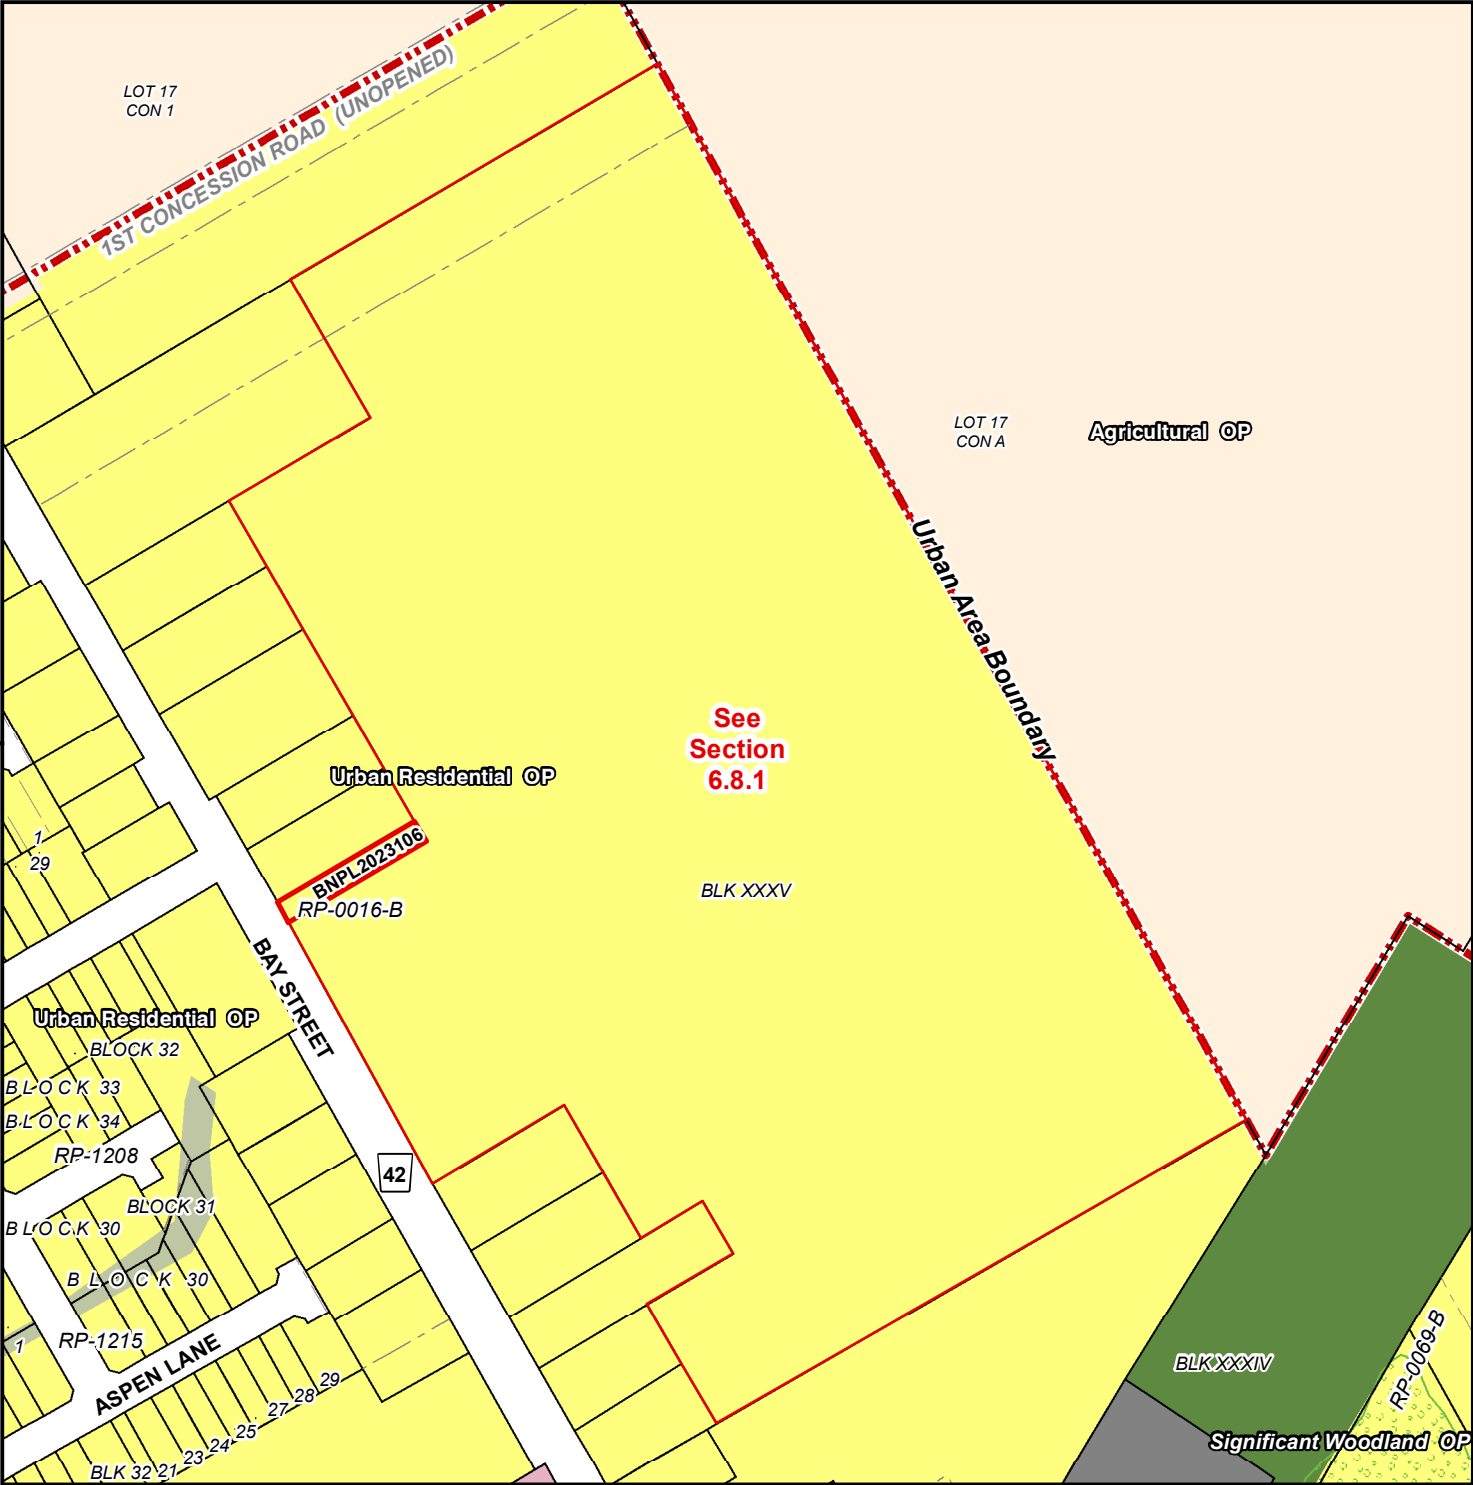 LOT 17
CON 1
1ST CONCESSION ROAD (UNOPENED)
LOT 17
CON A
Agricultural OP
Urban Area Boundary
See
Section
6.8.1
Urban Residential OP
BNPL2023106
RP-0016-B
BLK XXXV
1
29
BAY STREET
Urban Residential OP
BLOCK 32
BLOCK 33
BLOCK 34
RP-1208
42
BLOCK 31
BLOCK 30
BLOCK 30
RP-1215
1
ASPEN LANE
29
28
27
25
24
23
21
BLK 32
BLK XXXIV
RP-0069-B
Significant Woodland OP